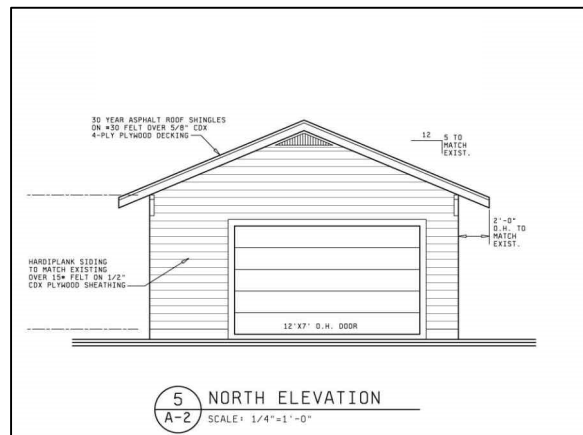 30 YEAR ASPHALT ROOF SHINGLES
ON #30 FELT OVER 5/8" CDX
4-PLY PLYWOOD DECKING
12
5 TO
MATCH
EXIST.
2'-0"
O.H. TO
MATCH
EXIST.
HARDIPLANK SIDING
TO MATCH EXISTING
OVER 15# FELT ON 1/2"
CDX PLYWOOD SHEATHING
12'X7' O.H. DOOR
5
A-2
NORTH ELEVATION
SCALE: 1/4"=1'-0"